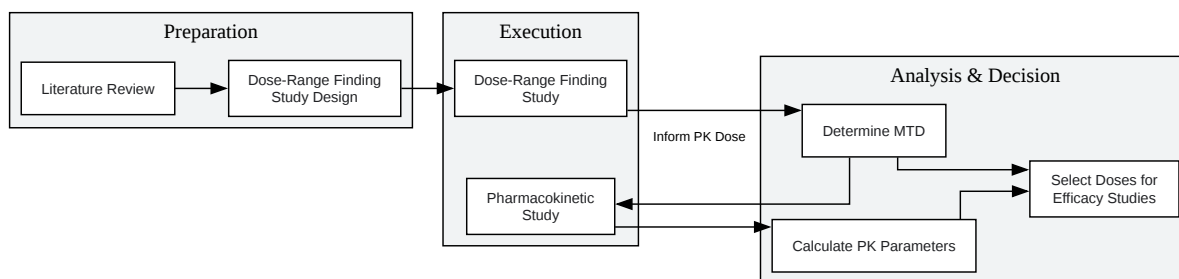 Preparation
Literature Review
Dose-Range Finding
Study Design
Execution
Dose-Range Finding
Study
Pharmacokinetic
Study
Inform PK Dose
Analysis & Decision
Determine MTD
Calculate PK Parameters
Select Doses for
Efficacy Studies